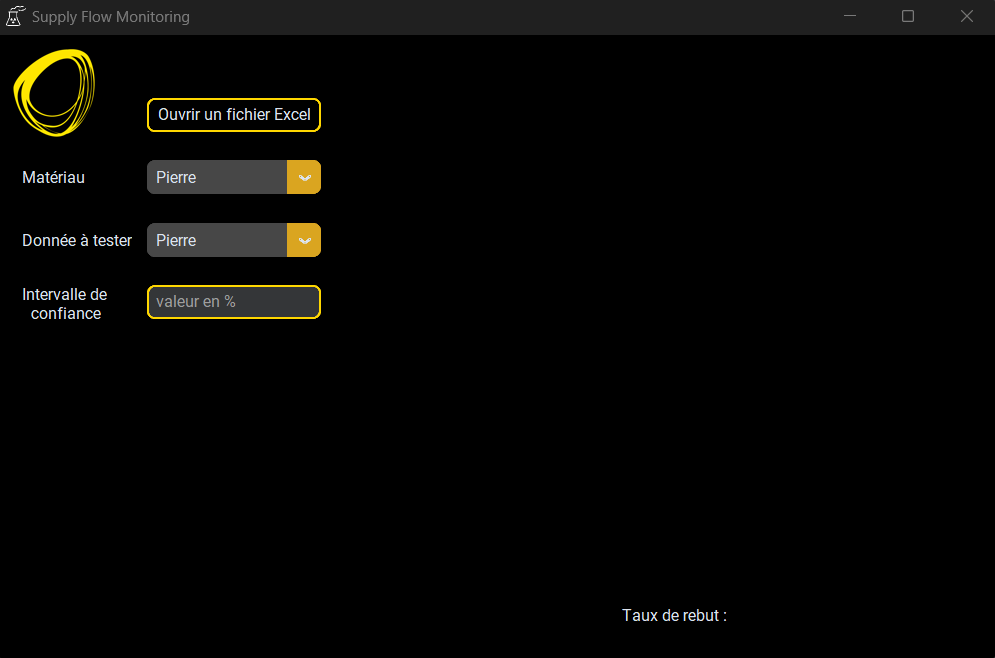 Supply Flow Monitoring
Ouvrir un fichier Excel
Matériau
Pierre
Donnée à tester
Pierre
Intervalle de
confiance
valeur en %
Taux de rebut :